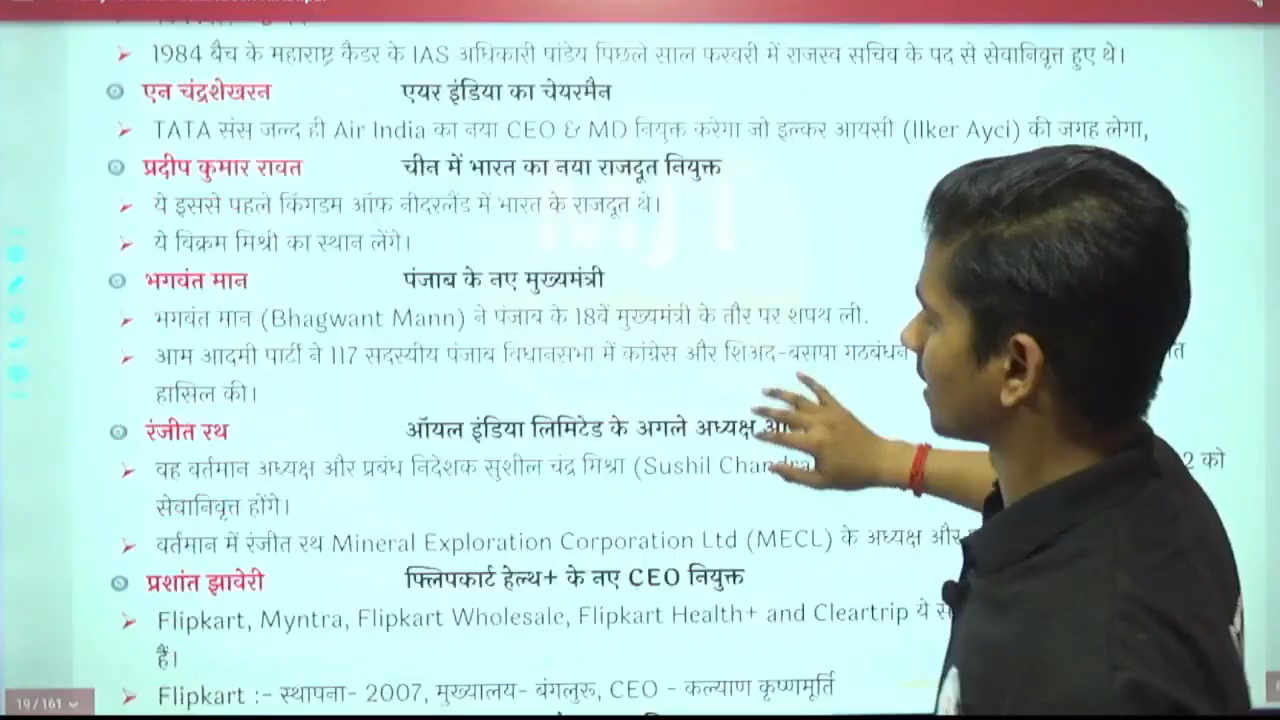 ➢ 1984 बैच के महाराष्ट्र कैडर के IAS अधिकारी पांडेय पिछले साल फरवरी में राजस्व सचिव के पद से सेवानिवृत्त हुए थे।
एन चंद्रशेखरन एयर इंडिया का चेयरमैन
➢ TATA संस जल्द ही Air India का नया CEO & MD नियुक्त करेगा जो इल्कर आयसी (Ilker Ayci) की जगह लेगा,
प्रदीप कुमार रावत चीन में भारत का नया राजदूत नियुक्त
➢ ये इससे पहले किंगडम ऑफ नीदरलैंड में भारत के राजदूत थे।
➢ ये विक्रम मिश्री का स्थान लेंगे।
भगवंत मान पंजाब के नए मुख्यमंत्री
➢ भगवंत मान (Bhagwant Mann) ने पंजाब के 18वें मुख्यमंत्री के तौर पर शपथ ली.
➢ आम आदमी पार्टी ने 117 सदस्यीय पंजाब विधानसभा में कांग्रेस और शिअद-बसपा गठबंधन
हासिल की।
रंजीत रथ ऑयल इंडिया लिमिटेड के अगले अध्यक्ष
➢ वह वर्तमान अध्यक्ष और प्रबंध निदेशक सुशील चंद्र मिश्रा (Sushil Chandra 2 को
सेवानिवृत्त होंगे।
➢ वर्तमान में रंजीत रथ Mineral Exploration Corporation Ltd (MECL) के अध्यक्ष और
प्रशांत झावेरी फ्लिपकार्ट हेल्थ+ के नए CEO नियुक्त
➢ Flipkart, Myntra, Flipkart Wholesale, Flipkart Health+ and Cleartrip ये
हैं।
➢ Flipkart :- स्थापना- 2007, मुख्यालय- बंगलुरू, CEO - कल्याण कृष्णमूर्ति
19/161